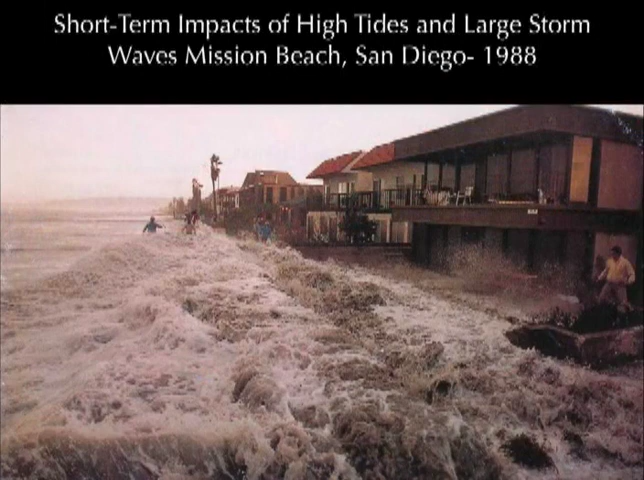 Short-Term Impacts of High Tides and Large Storm
Waves Mission Beach, San Diego- 1988